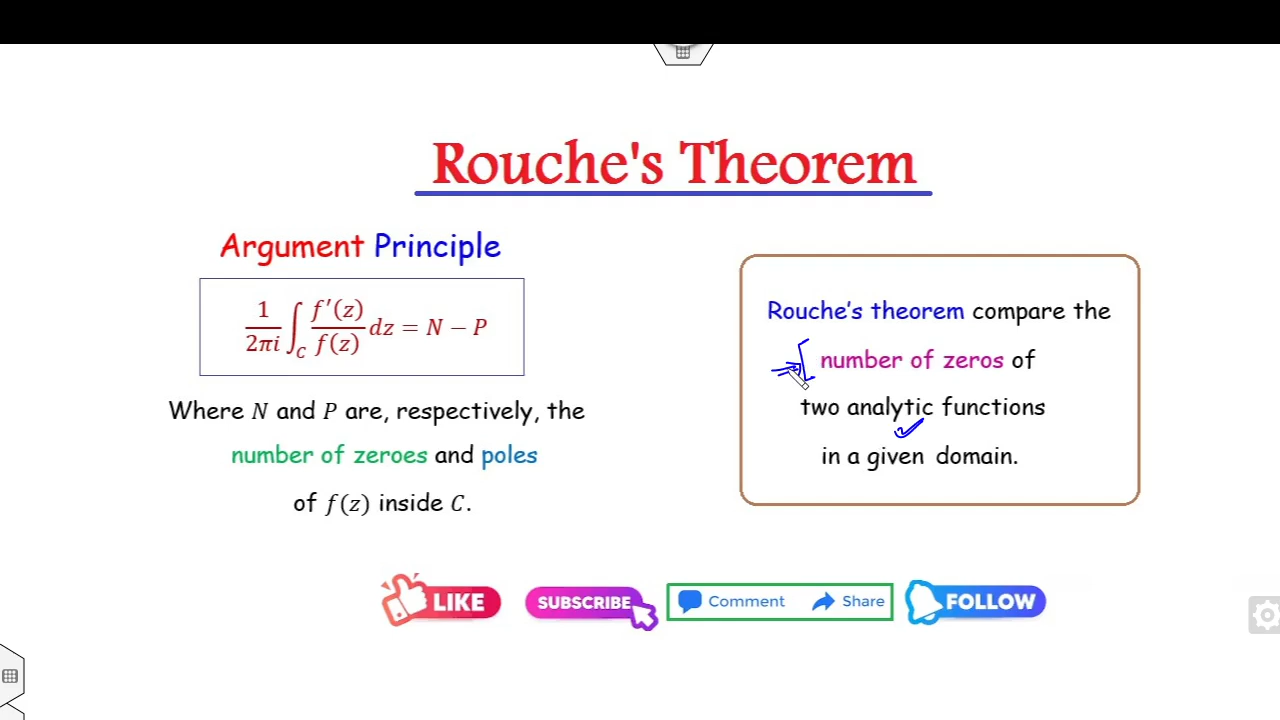 Rouche's Theorem
Argument Principle
1/2πi ∫_C f′(z)/f(z) dz = N − P
Where N and P are, respectively, the
number of zeroes and poles
of f(z) inside C.
Rouche’s theorem compare the
number of zeros of
two analytic functions
in a given domain.
LIKE
SUBSCRIBE
Comment Share
FOLLOW